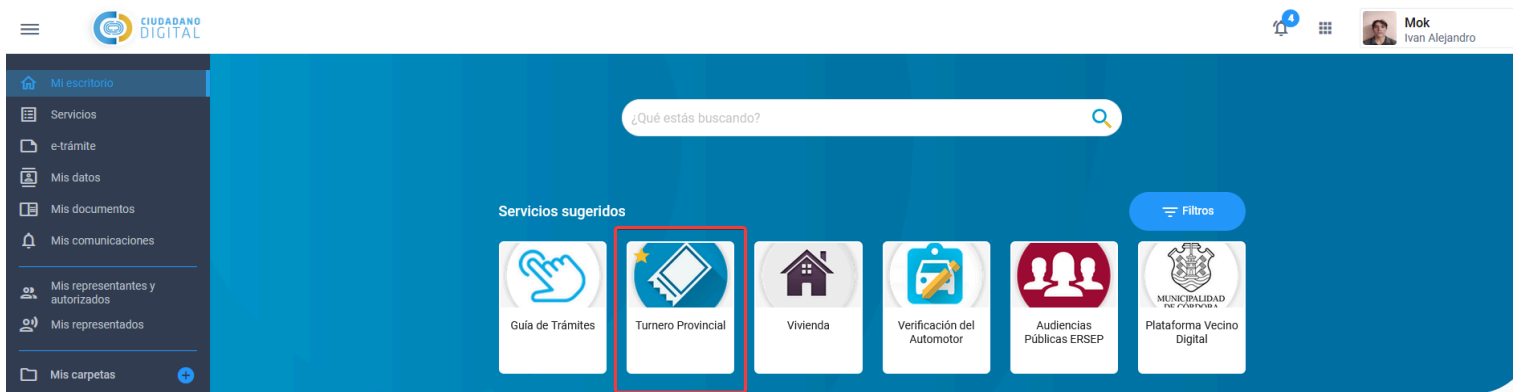 CIUDADANO
DIGITAL
4
Mok
Ivan Alejandro
Mi escritorio
Servicios
e-trámite
Mis datos
Mis documentos
Mis comunicaciones
Mis representantes y
autorizados
Mis representados
Mis carpetas
¿Qué estás buscando?
Servicios sugeridos
Filtros
Guía de Trámites
Turnero Provincial
Vivienda
Verificación del
Automotor
Audiencias
Públicas ERSEP
MUNICIPALIDAD
DE CÓRDOBA
Plataforma Vecino
Digital